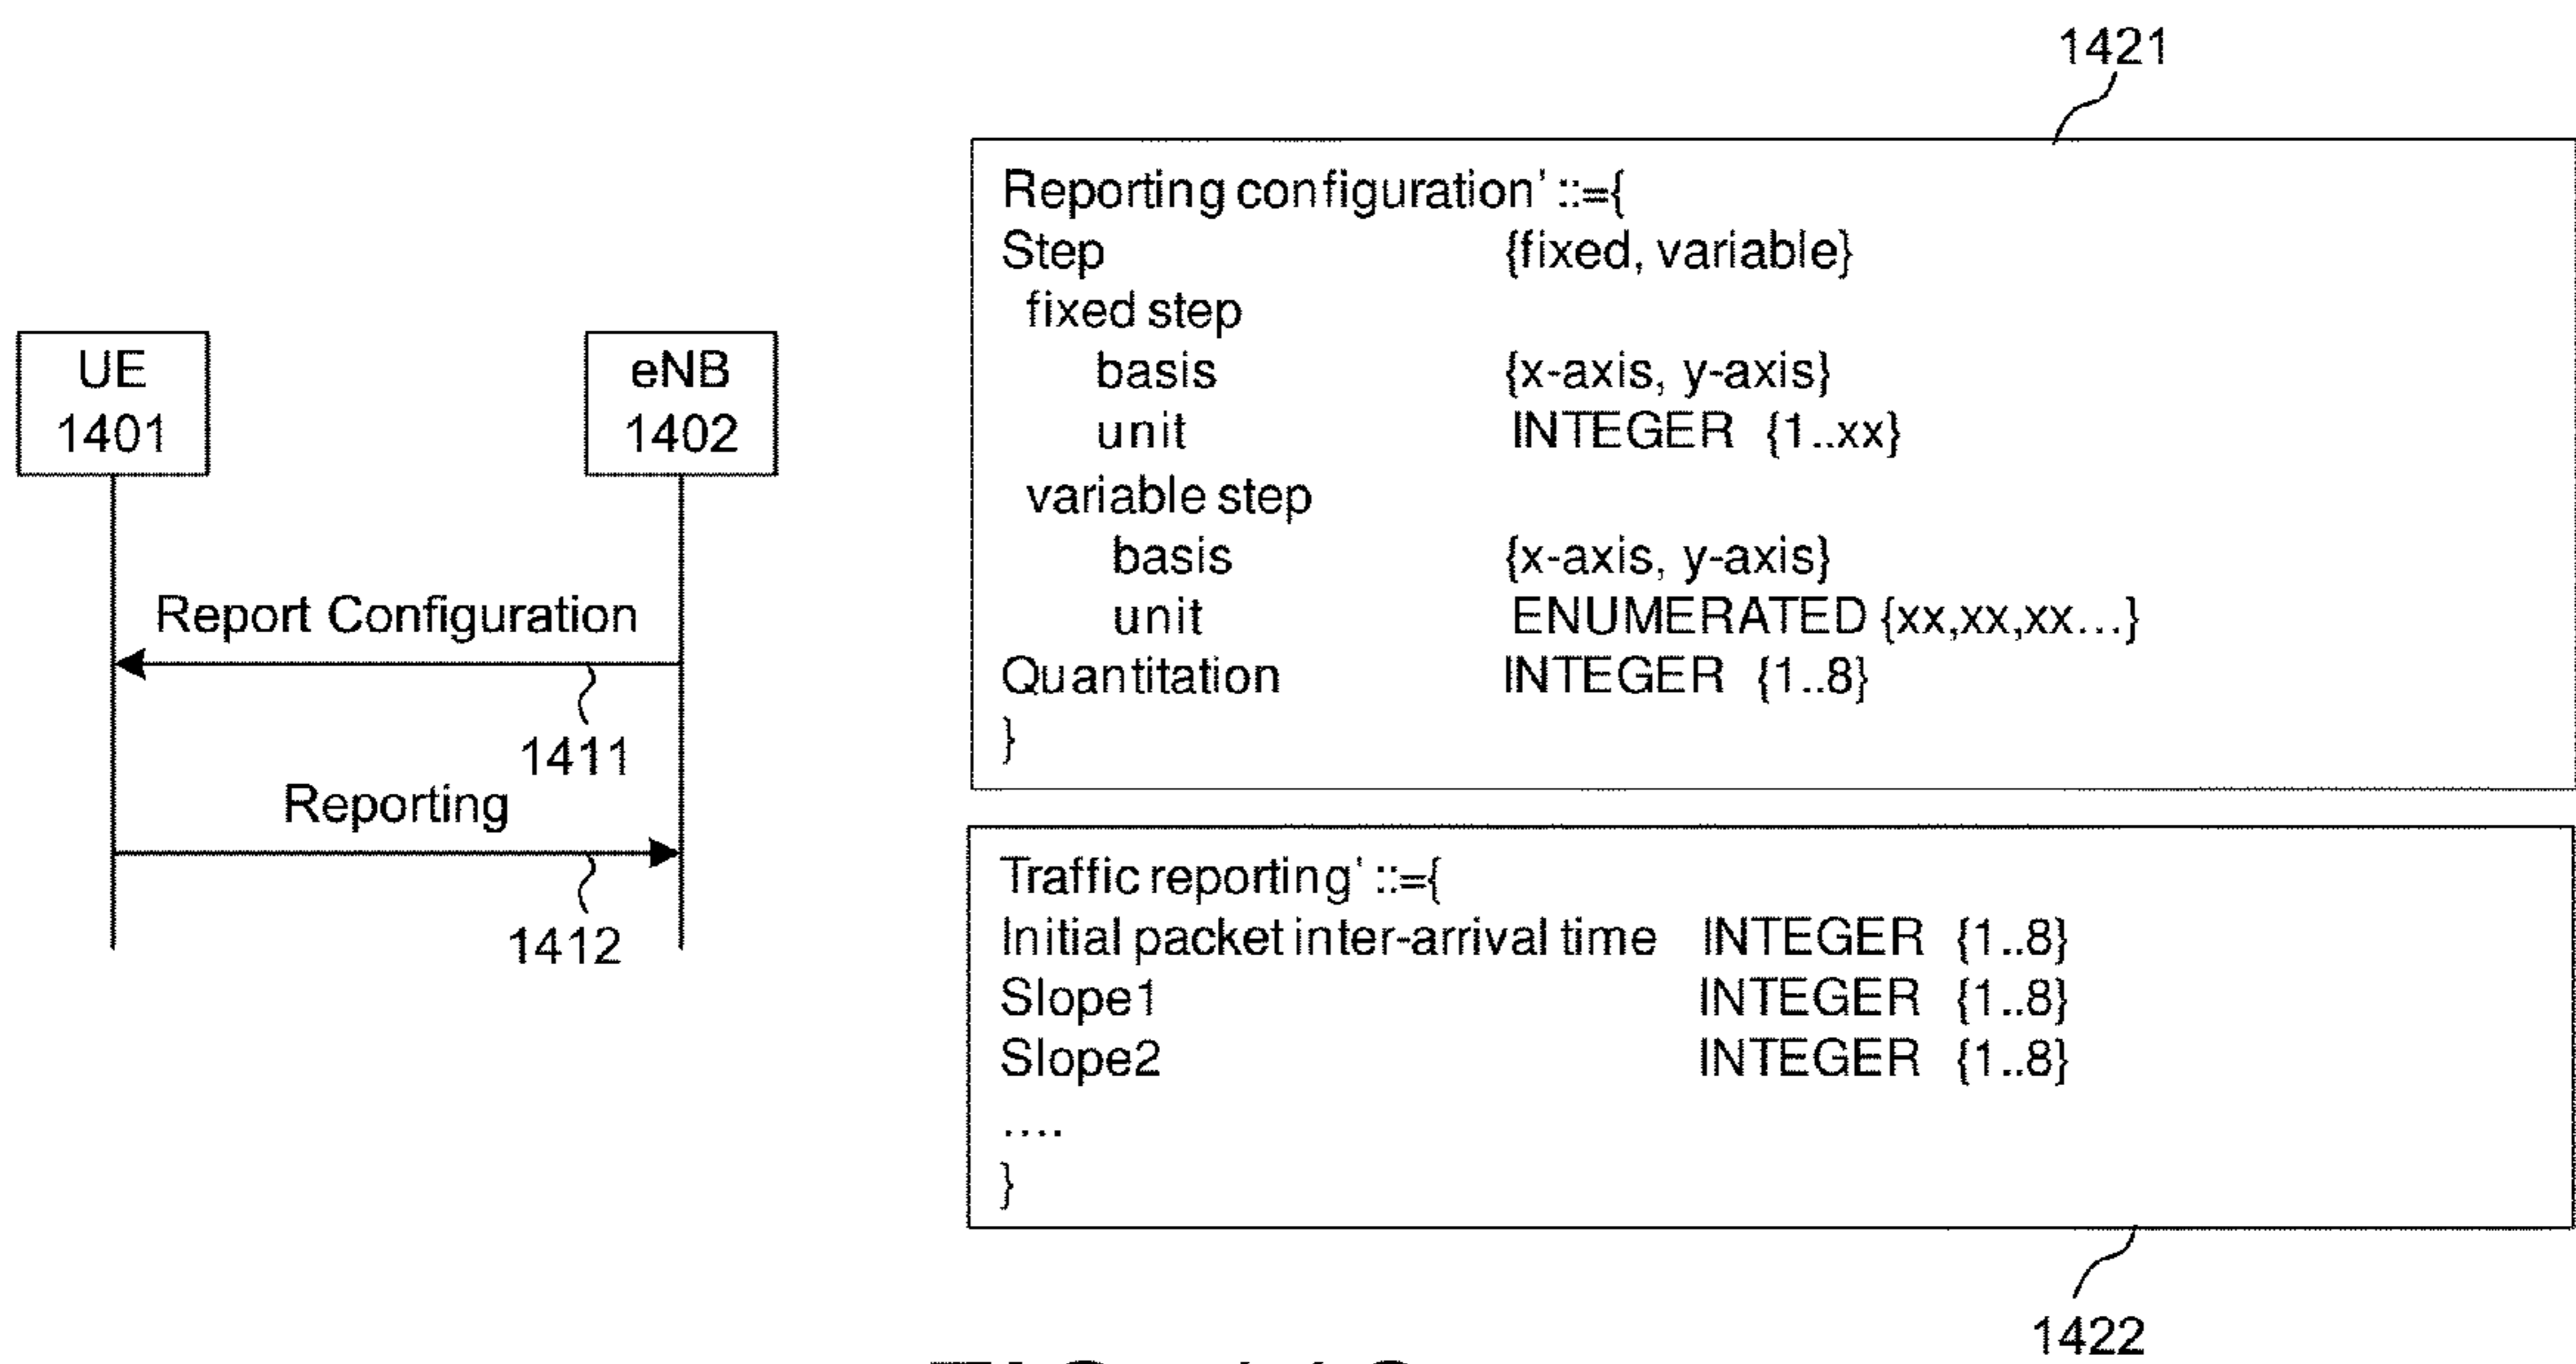 UE
1401
eNB
1402
Report Configuration
1411
Reporting
1412
1421
Reporting configuration' ::={
Step {fixed, variable}
fixed step
basis {x-axis, y-axis}
unit INTEGER {1..xx}
variable step
basis {x-axis, y-axis}
unit ENUMERATED {xx,xx,xx...}
Quantitation INTEGER {1..8}
}
Traffic reporting' ::={
Initial packet inter-arrival time INTEGER {1..8}
Slope1 INTEGER {1..8}
Slope2 INTEGER {1..8}
....
}
1422